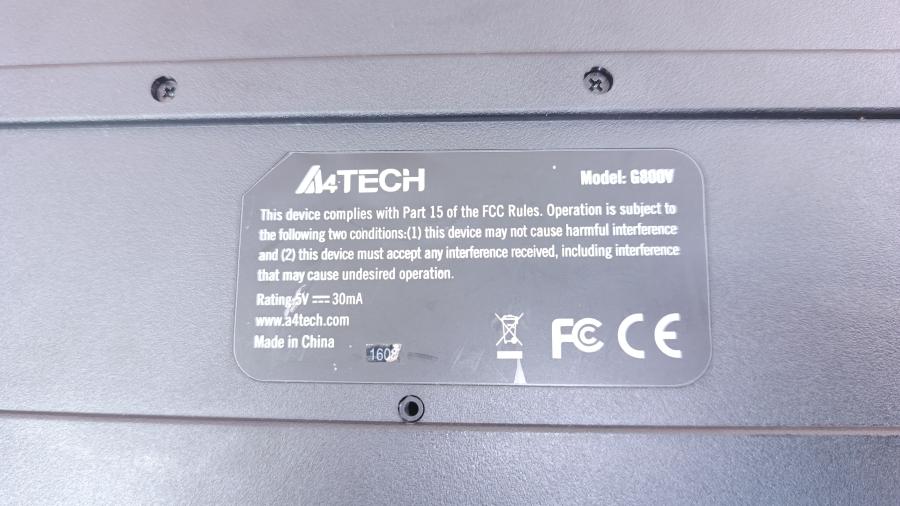 A4TECH
Model: G800V
This device complies with Part 15 of the FCC Rules. Operation is subject to
the following two conditions:(1) this device may not cause harmful interference
and (2) this device must accept any interference received, including interference
that may cause undesired operation.
Rating:5V ⎓ 30mA
www.a4tech.com
Made in China
FC CE